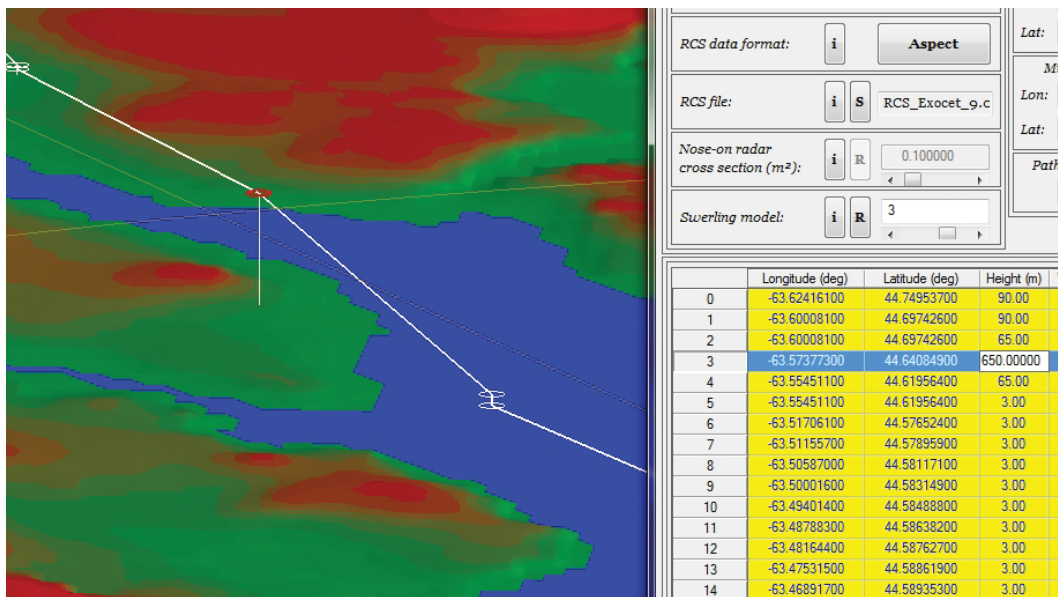 RCS data format: i Aspect
Lat:
RCS file: i S RCS_Exocet_9.c
Lon:
Lat:
Nose-on radar
cross section (m²): i R 0.100000
Path
Swerling model: i R 3
Longitude (deg) Latitude (deg) Height (m)
0 -63.62416100 44.74953700 90.00
1 -63.60008100 44.69742600 90.00
2 -63.60008100 44.69742600 65.00
3 -63.57377300 44.64084900 650.00000
4 -63.55451100 44.61956400 65.00
5 -63.55451100 44.61956400 3.00
6 -63.51706100 44.57652400 3.00
7 -63.51155700 44.57895900 3.00
8 -63.50587000 44.58117100 3.00
9 -63.50001600 44.58314900 3.00
10 -63.49401400 44.58488800 3.00
11 -63.48788300 44.58638200 3.00
12 -63.48164400 44.58762700 3.00
13 -63.47531500 44.58861900 3.00
14 -63.46891700 44.58935300 3.00